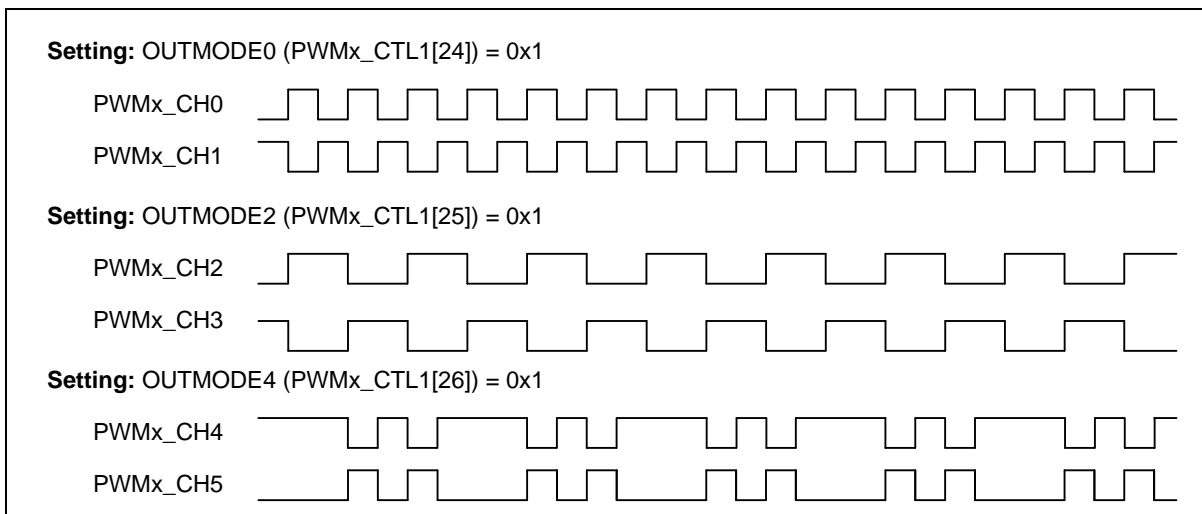 Setting: OUTMODE0 (PWMx_CTL1[24]) = 0x1
PWMx_CH0
PWMx_CH1
Setting: OUTMODE2 (PWMx_CTL1[25]) = 0x1
PWMx_CH2
PWMx_CH3
Setting: OUTMODE4 (PWMx_CTL1[26]) = 0x1
PWMx_CH4
PWMx_CH5